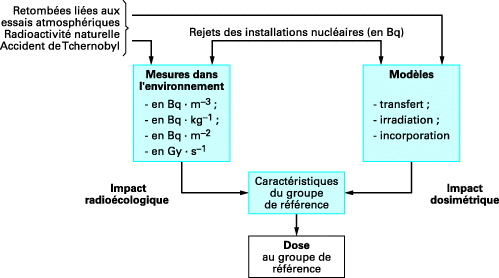 Retombées liées aux
essais atmosphériques
Radioactivité naturelle
Accident de Tchernobyl
Rejets des installations nucléaires (en Bq)
Mesures dans
l'environnement
- en Bq · m⁻³ ;
- en Bq · kg⁻¹ ;
- en Bq · m⁻²
- en Gy · s⁻¹
Modèles
- transfert ;
- irradiation ;
- incorporation
Impact
radioécologique
Caractéristiques
du groupe
de référence
Impact
dosimétrique
Dose
au groupe de
référence